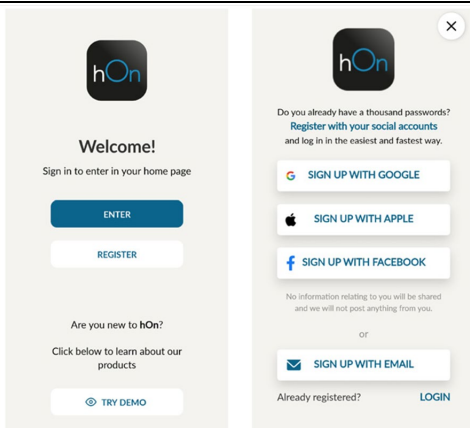 hOn
Welcome!
Sign in to enter in your home page
ENTER
REGISTER
Are you new to hOn?
Click below to learn about our
products
TRY DEMO
hOn
Do you already have a thousand passwords?
Register with your social accounts
and log in in the easiest and fastest way.
SIGN UP WITH GOOGLE
SIGN UP WITH APPLE
SIGN UP WITH FACEBOOK
No information relating to you will be shared
and we will not post anything from you.
or
SIGN UP WITH EMAIL
Already registered? LOGIN